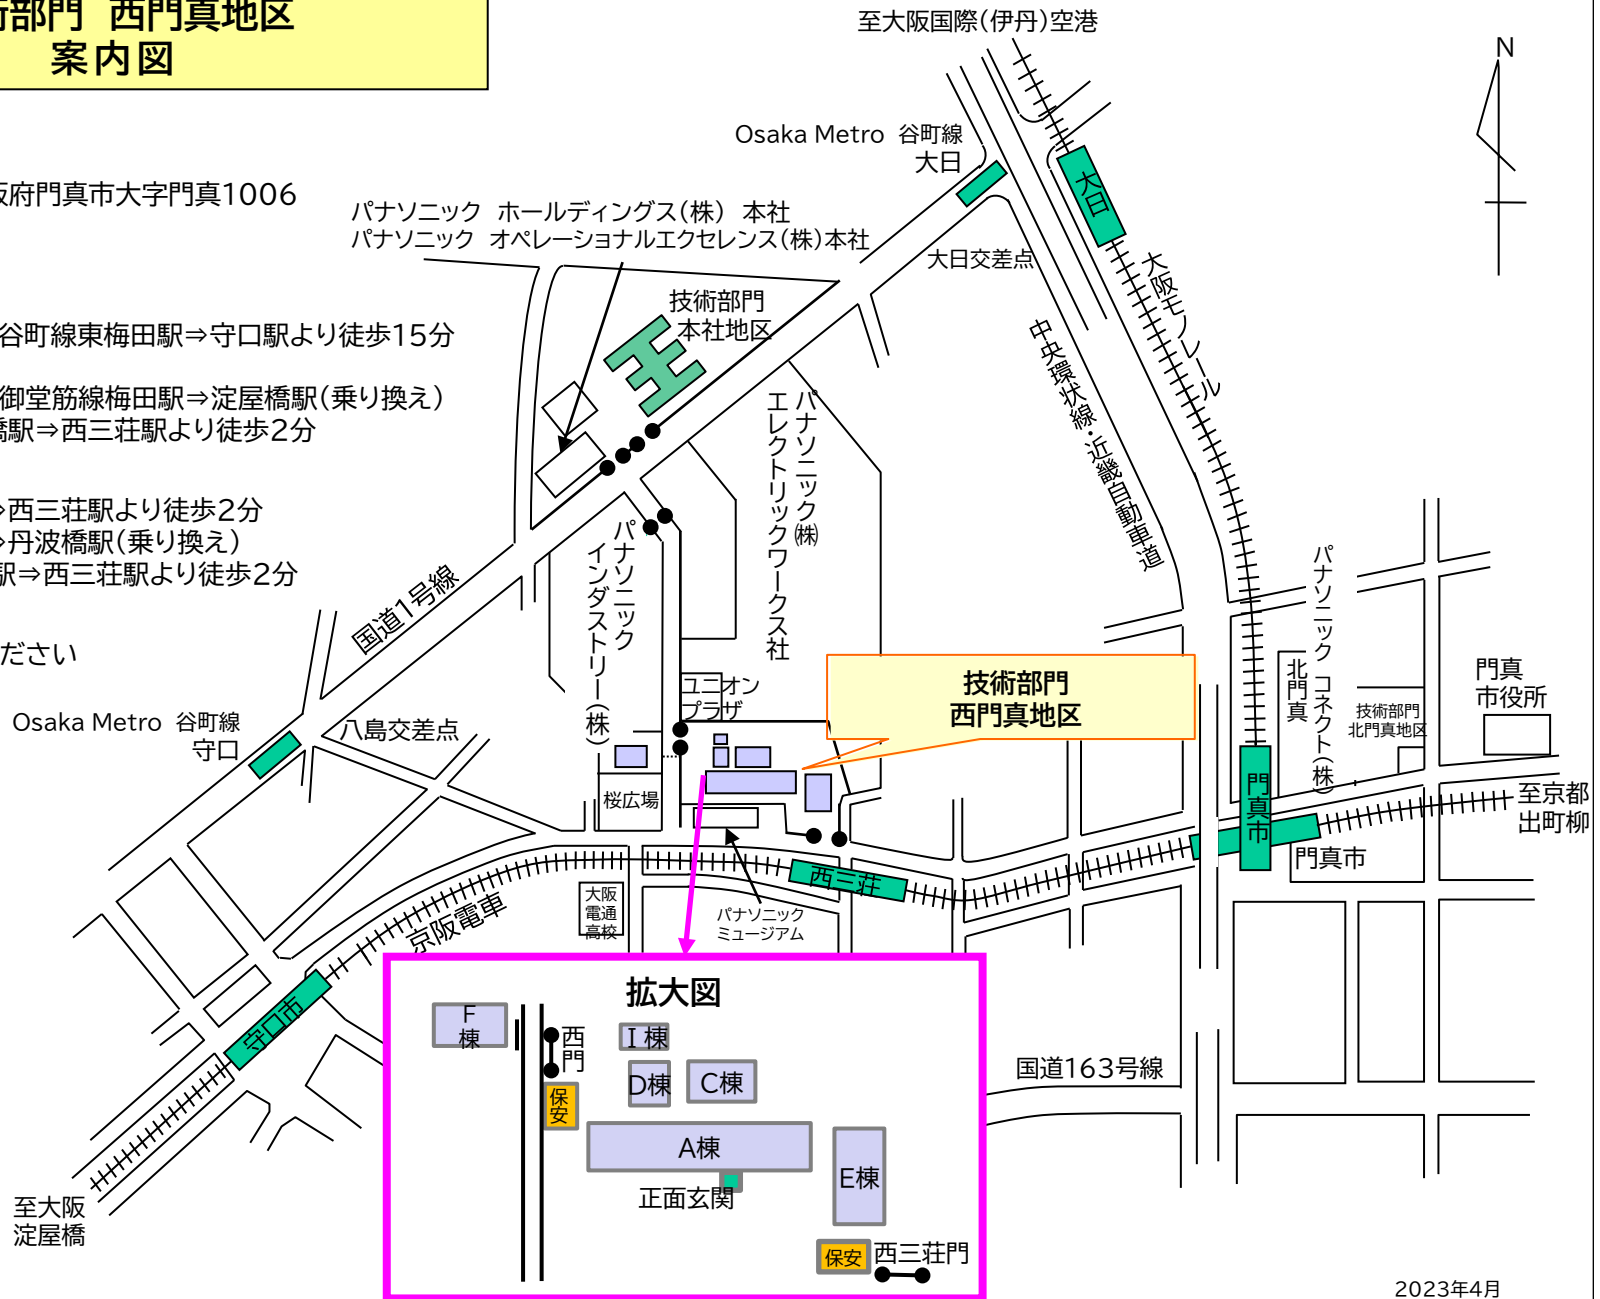 術部門 西門真地区
案内図
至大阪国際(伊丹)空港
N
Osaka Metro 谷町線
大日
大日
阪府門真市大字門真1006
パナソニック ホールディングス(株) 本社
パナソニック オペレーショナルエクセレンス(株)本社
大日交差点
大阪モノレール
技術部門
本社地区
中央環状線・近畿自動車道
谷町線東梅田駅⇒守口駅より徒歩15分
御堂筋線梅田駅⇒淀屋橋駅(乗り換え)
橋駅⇒西三荘駅より徒歩2分
⇒西三荘駅より徒歩2分
⇒丹波橋駅(乗り換え)
駅⇒西三荘駅より徒歩2分
ださい
パナソニック(株)
エレクトリックワークス社
パナソニック
インダストリー(株)
国道1号線
パナソニック コネクト(株)
北門真
技術部門
北門真地区
門真
市役所
技術部門
西門真地区
ユニオン
プラザ
Osaka Metro 谷町線
守口
八島交差点
桜広場
門真市
門真市
至京都
出町柳
西三荘
大阪
電通
高校
パナソニック
ミュージアム
京阪電車
守口市
至大阪
淀屋橋
国道163号線
拡大図
F
棟
西門
I棟
D棟
C棟
保安
A棟
E棟
正面玄関
保安
西三荘門
2023年4月